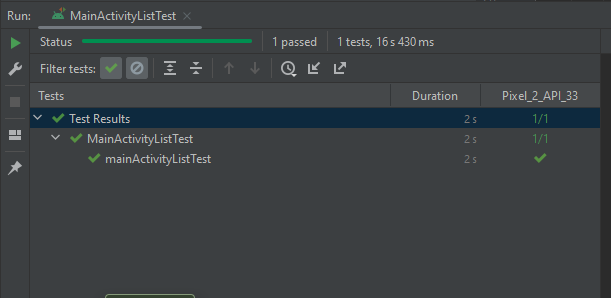 Run: MainActivityListTest
Status 1 passed 1 tests, 16 s 430 ms
Filter tests:
Tests Duration Pixel_2_API_33
Test Results 2 s 1/1
MainActivityListTest 2 s 1/1
mainActivityListTest 2 s